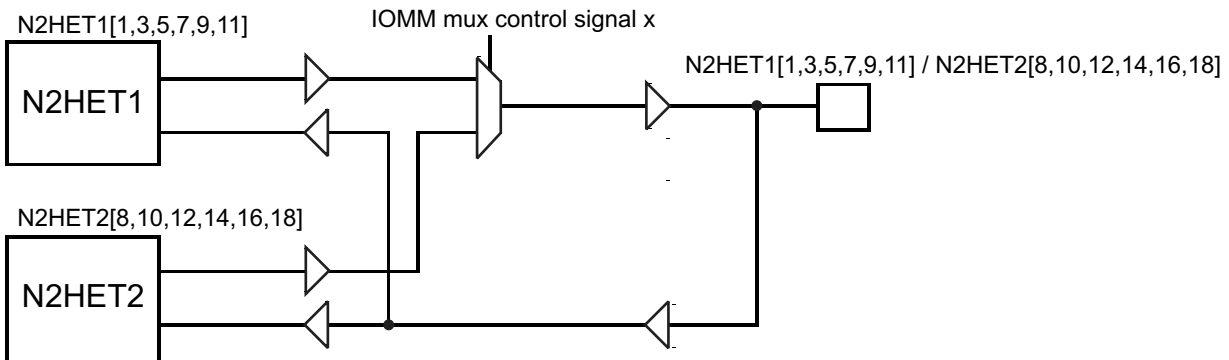 N2HET1[1,3,5,7,9,11]
IOMM mux control signal x
N2HET1[1,3,5,7,9,11] / N2HET2[8,10,12,14,16,18]
N2HET1
N2HET2[8,10,12,14,16,18]
N2HET2